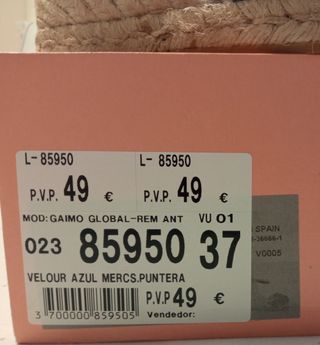 L- 85950 L- 85950
P.V.P. 49 € P.V.P. 49 €
MOD: GAIMO GLOBAL-REM ANT VU 01
023 85950 37
VELOUR AZUL MERCS.PUNTERA
P.V.P 49 €
3 700000 859505 Vendedor:
SPAIN
V0005